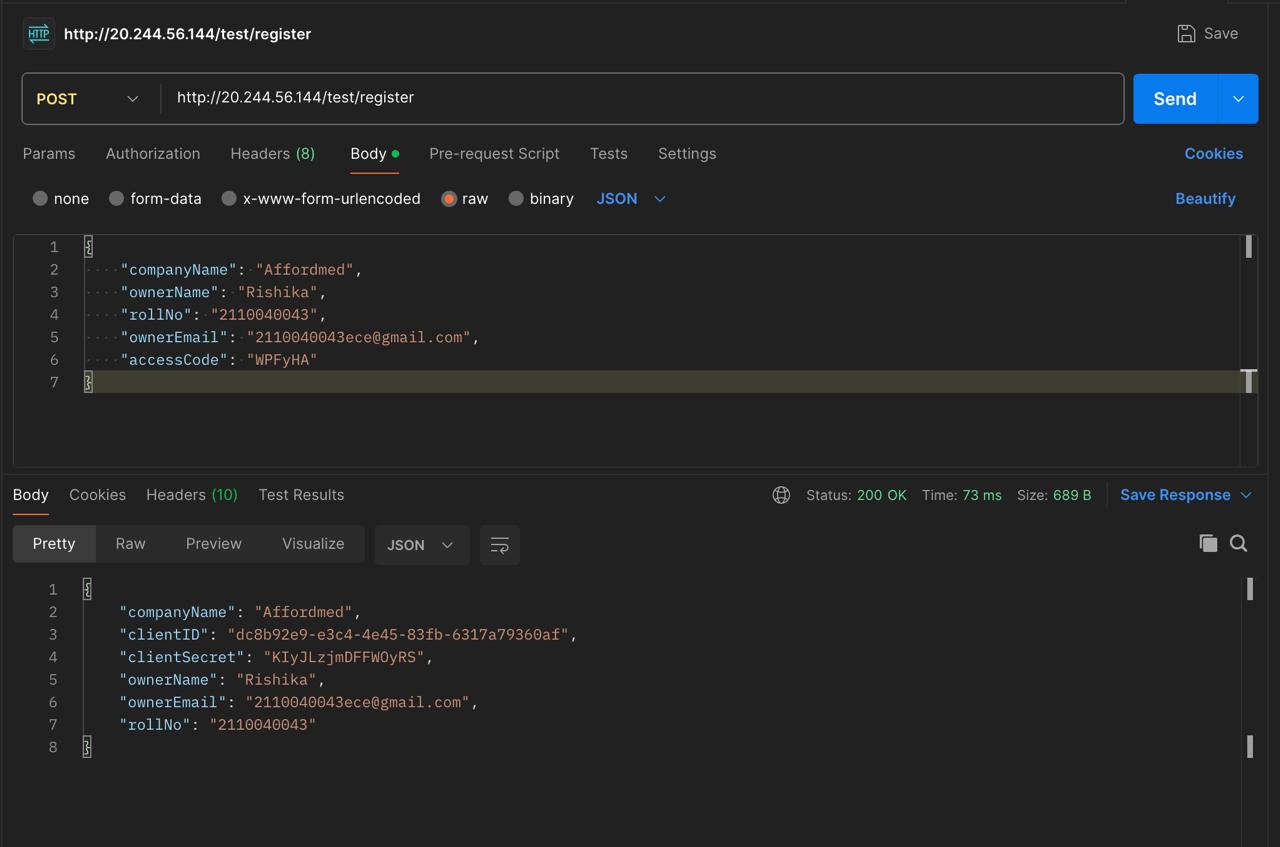 HTTP http://20.244.56.144/test/register Save
POST http://20.244.56.144/test/register Send
Params Authorization Headers (8) Body Pre-request Script Tests Settings Cookies
none form-data x-www-form-urlencoded raw binary JSON Beautify
1 {
2 "companyName": "Affordmed",
3 "ownerName": "Rishika",
4 "rollNo": "2110040043",
5 "ownerEmail": "2110040043ece@gmail.com",
6 "accessCode": "WPFyHA"
7 }
Body Cookies Headers (10) Test Results Status: 200 OK Time: 73 ms Size: 689 B Save Response
Pretty Raw Preview Visualize JSON
1 {
2 "companyName": "Affordmed",
3 "clientID": "dc8b92e9-e3c4-4e45-83fb-6317a79360af",
4 "clientSecret": "KIyJLzjmDFFWOyRS",
5 "ownerName": "Rishika",
6 "ownerEmail": "2110040043ece@gmail.com",
7 "rollNo": "2110040043"
8 }